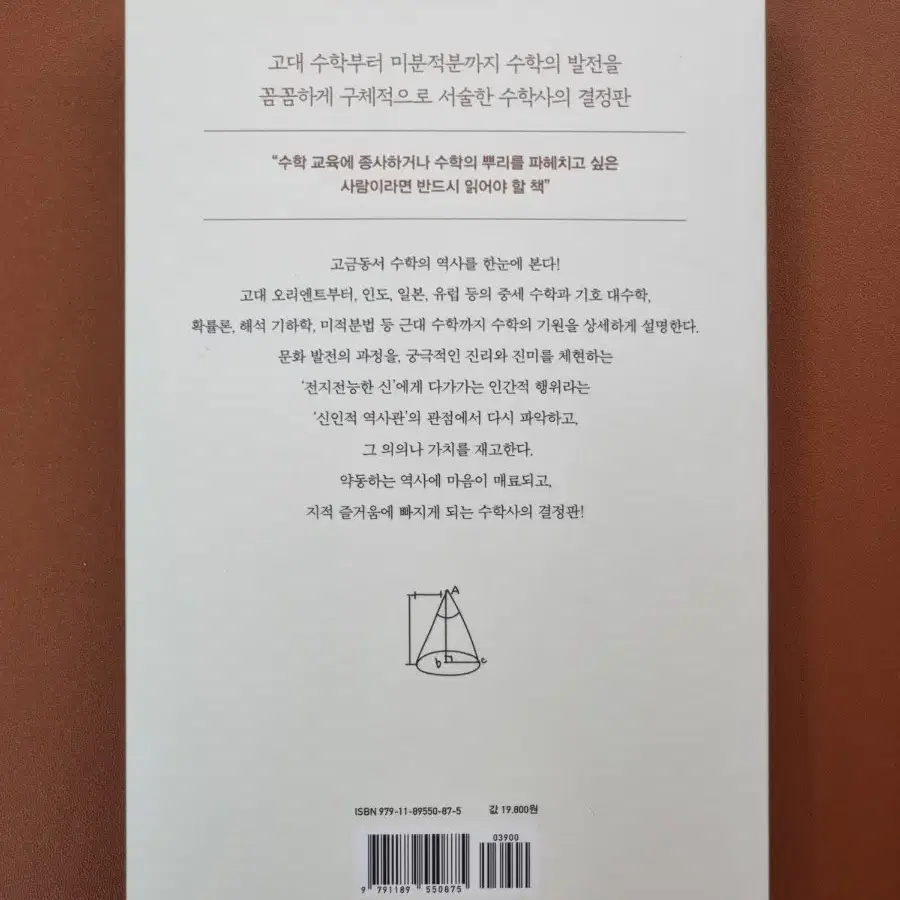 고대 수학부터 미분적분까지 수학의 발전을
꼼꼼하게 구체적으로 서술한 수학사의 결정판
“수학 교육에 종사하거나 수학의 뿌리를 파헤치고 싶은
사람이라면 반드시 읽어야 할 책”
고금동서 수학의 역사를 한눈에 본다!
고대 오리엔트부터, 인도, 일본, 유럽 등의 중세 수학과 기호 대수학,
확률론, 해석 기하학, 미적분법 등 근대 수학까지 수학의 기원을 상세하게 설명한다.
문화 발전의 과정을, 궁극적인 진리와 진미를 체현하는
‘전지전능한 신’에게 다가가는 인간적 행위라는
‘신인적 역사관’의 관점에서 다시 파악하고,
그 의의나 가치를 재고한다.
약동하는 역사에 마음이 매료되고,
지적 즐거움에 빠지게 되는 수학사의 결정판!
A
b c
ISBN 979-11-89550-87-5 값 19,800원
03900
9 791189 550875